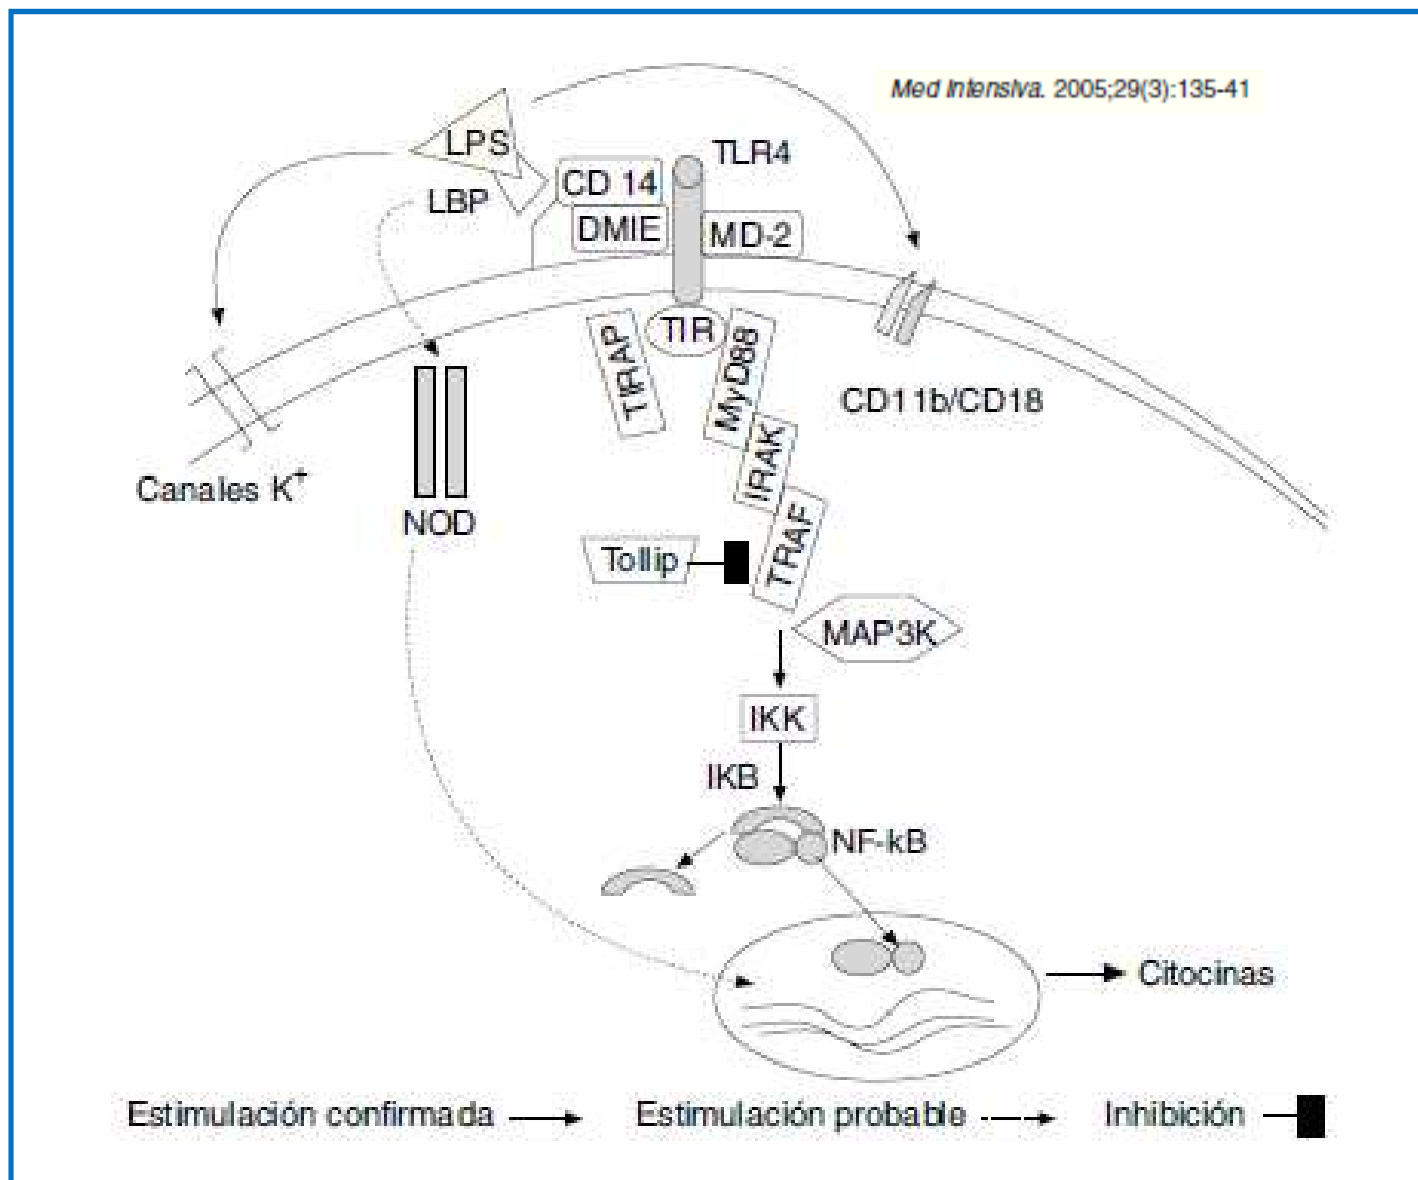 Med Intensiva. 2005;29(3):135-41
LPS
LBP
CD 14
TLR4
DMIE
MD-2
TIR
TIRAP
MyD88
IRAK
TRAF
CD11b/CD18
Canales K+
NOD
Tollip
MAP3K
IKK
IKB
NF-kB
Citocinas
Estimulación confirmada
Estimulación probable
Inhibición